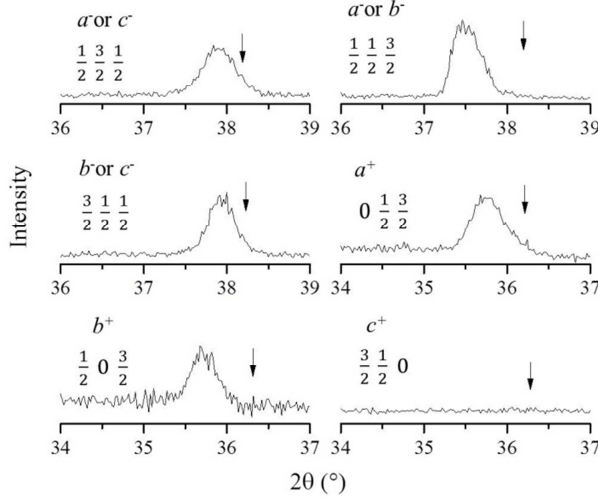 a⁻or c⁻
1/2 3/2 1/2
36 37 38 39
a⁻or b⁻
1/2 1/2 3/2
36 37 38 39
Intensity
b⁻or c⁻
3/2 1/2 1/2
36 37 38 39
a⁺
0 1/2 3/2
34 35 36 37
b⁺
1/2 0 3/2
34 35 36 37
c⁺
3/2 1/2 0
34 35 36 37
2θ (°)